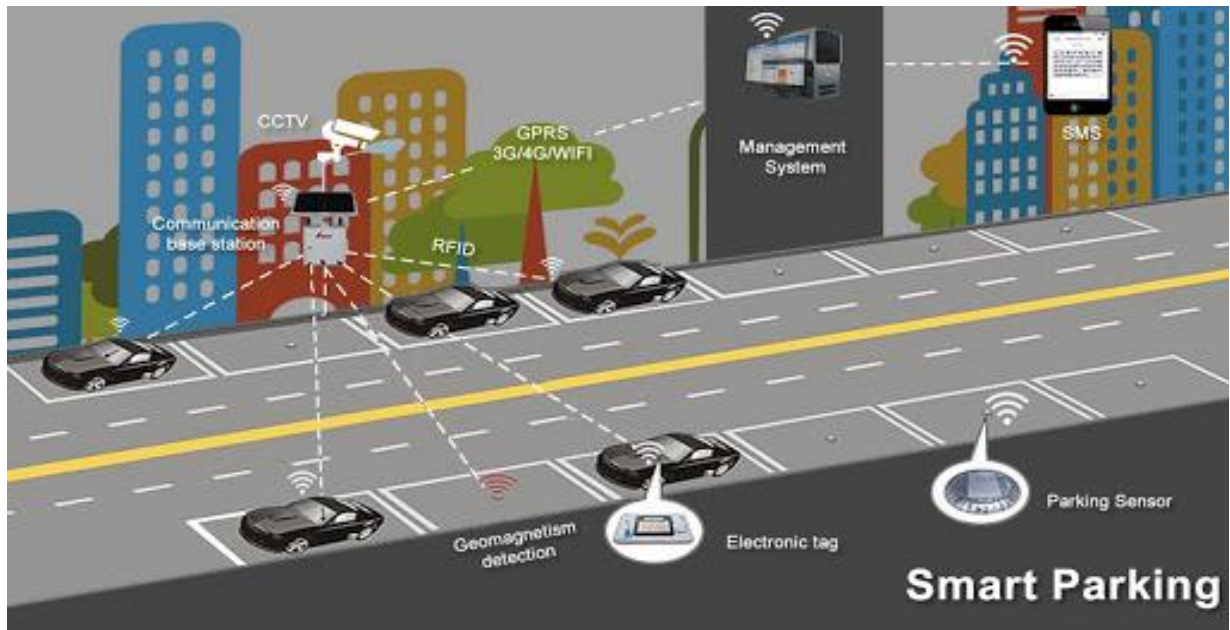 CCTV
GPRS
3G/4G/WIFI
Management
System
SMS
Communication
base station
RFID
Geomagnetism
detection
Electronic tag
Parking Sensor
Smart Parking